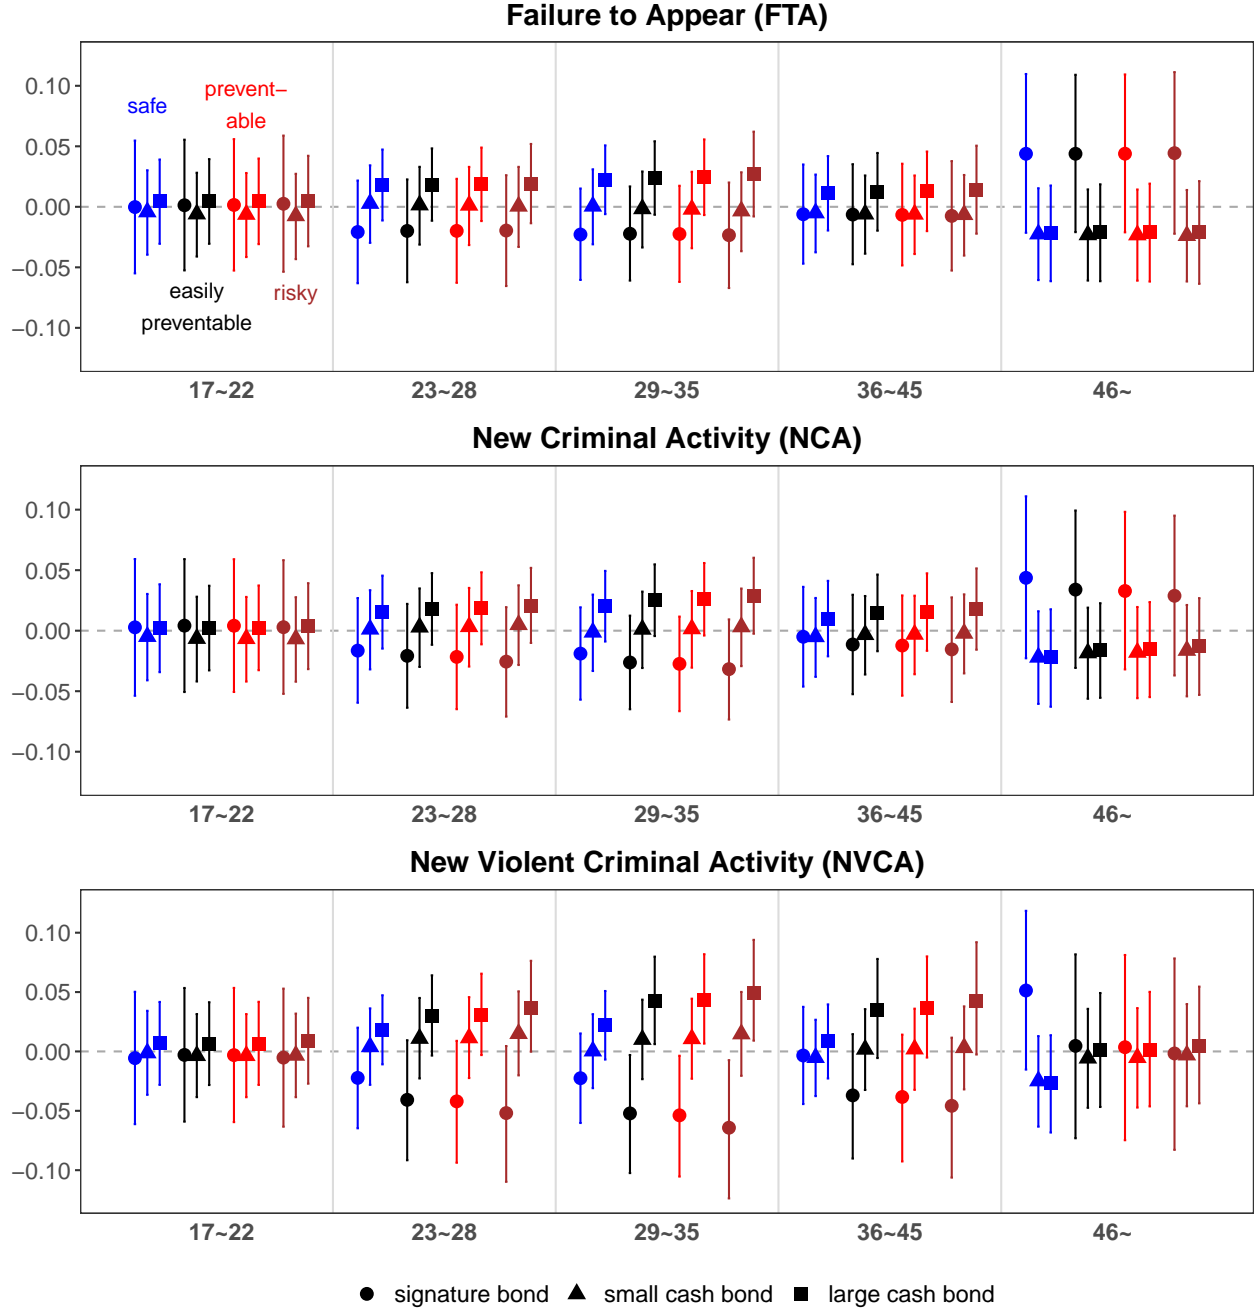 Failure to Appear (FTA)
0.10
0.05
0.00
−0.05
−0.10
safe
prevent−
able
easily
preventable
risky
17~22 23~28 29~35 36~45 46~
New Criminal Activity (NCA)
0.10
0.05
0.00
−0.05
−0.10
17~22 23~28 29~35 36~45 46~
New Violent Criminal Activity (NVCA)
0.10
0.05
0.00
−0.05
−0.10
17~22 23~28 29~35 36~45 46~
signature bond small cash bond large cash bond